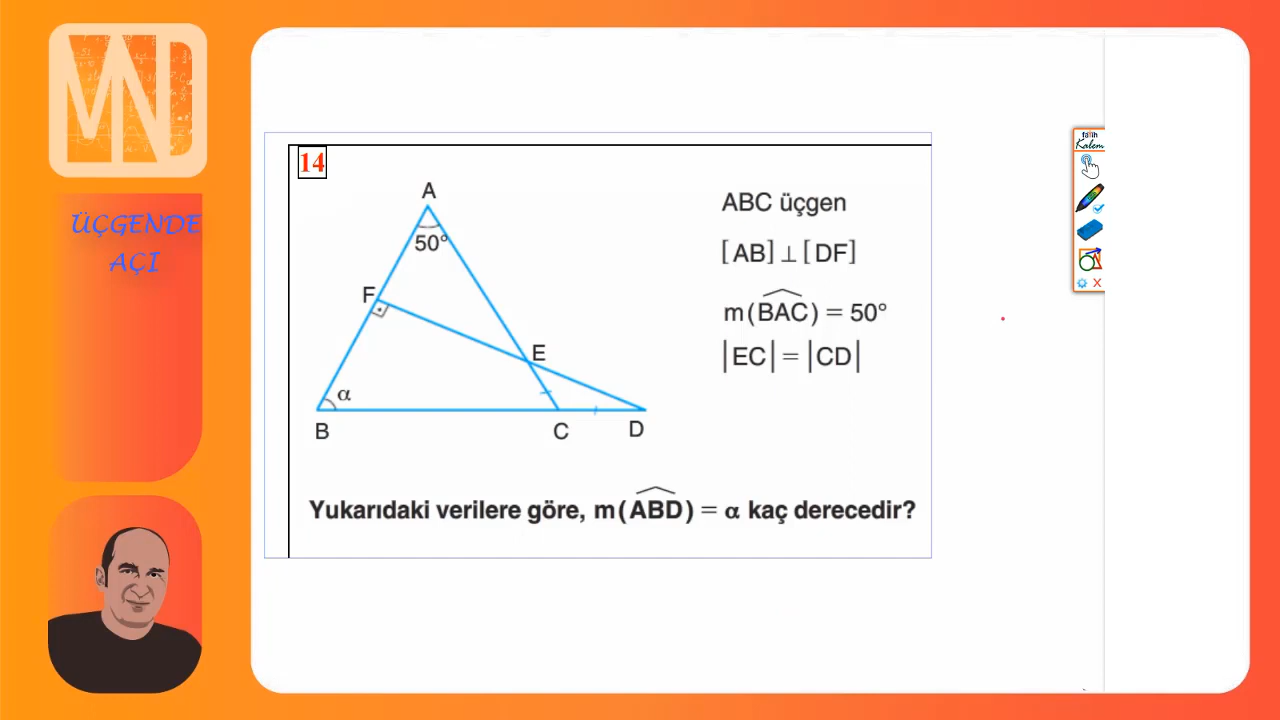 ÜÇGENDE
AÇI
14
A
50°
F
E
α
B
C
D
ABC üçgen
[AB] ⊥ [DF]
m(BAC) = 50°
|EC| = |CD|
Yukarıdaki verilere göre, m(ABD) = α kaç derecedir?
fatih
Kalem